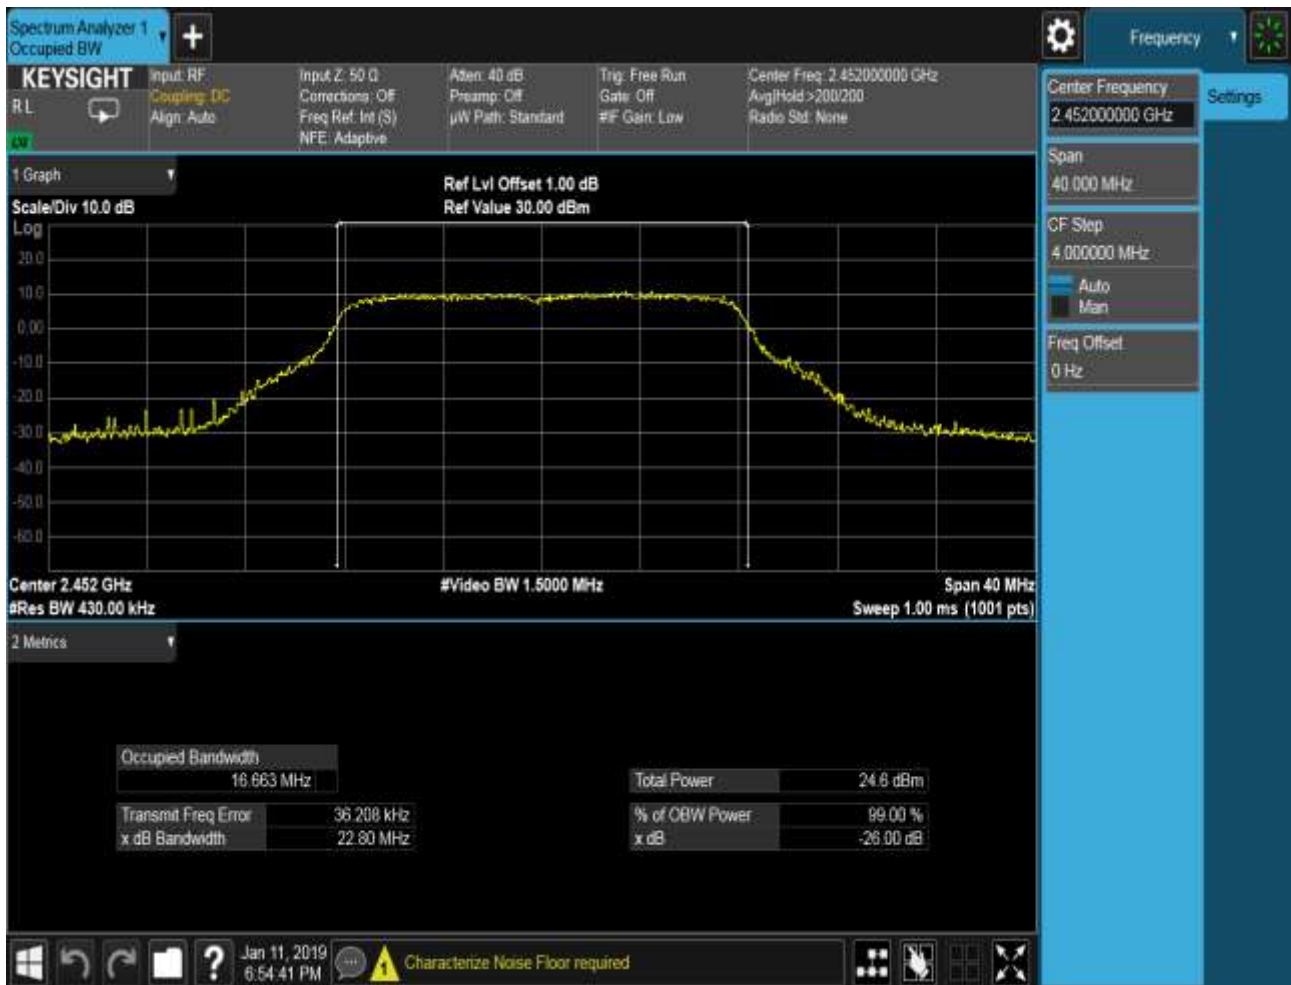 Spectrum Analyzer 1
Occupied BW
Frequency
KEYSIGHT
R L
Input: RF
Coupling: DC
Align: Auto
Input Z: 50 Ω
Corrections: Off
Freq Ref: Int (S)
NFE: Adaptive
Atten: 40 dB
Preamp: Off
µW Path: Standard
Trig: Free Run
Gate: Off
#IF Gain: Low
Center Freq: 2.452000000 GHz
Avg|Hold:>200/200
Radio Std: None
Center Frequency
2.452000000 GHz
Settings
Span
40.000 MHz
CF Step
4.000000 MHz
Auto
Man
Freq Offset
0 Hz
1 Graph
Scale/Div 10.0 dB
Ref Lvl Offset 1.00 dB
Ref Value 30.00 dBm
Log
20.0
10.0
0.00
-10.0
-20.0
-30.0
-40.0
-50.0
-60.0
Center 2.452 GHz
#Video BW 1.5000 MHz
Span 40 MHz
#Res BW 430.00 kHz
Sweep 1.00 ms (1001 pts)
2 Metrics
Occupied Bandwidth
16.663 MHz
Total Power 24.6 dBm
Transmit Freq Error 36.208 kHz
% of OBW Power 99.00 %
x dB Bandwidth 22.80 MHz
x dB -26.00 dB
Jan 11, 2019
6:54:41 PM
1
Characterize Noise Floor required